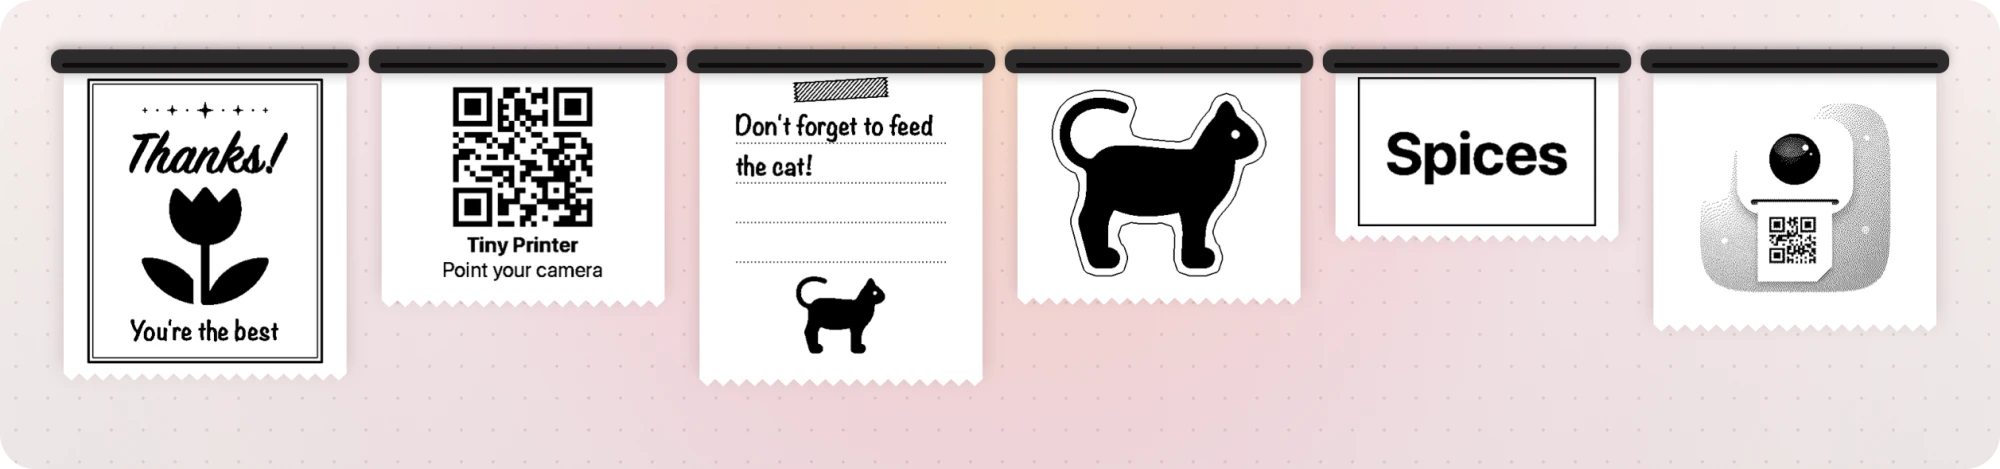 Thanks!
You're the best
Tiny Printer
Point your camera
Don't forget to feed
the cat!
Spices